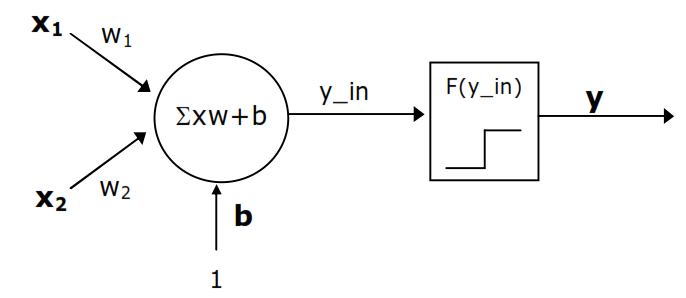 x₁
w₁
Σxw+b
y_in
F(y_in)
y
x₂
w₂
b
1